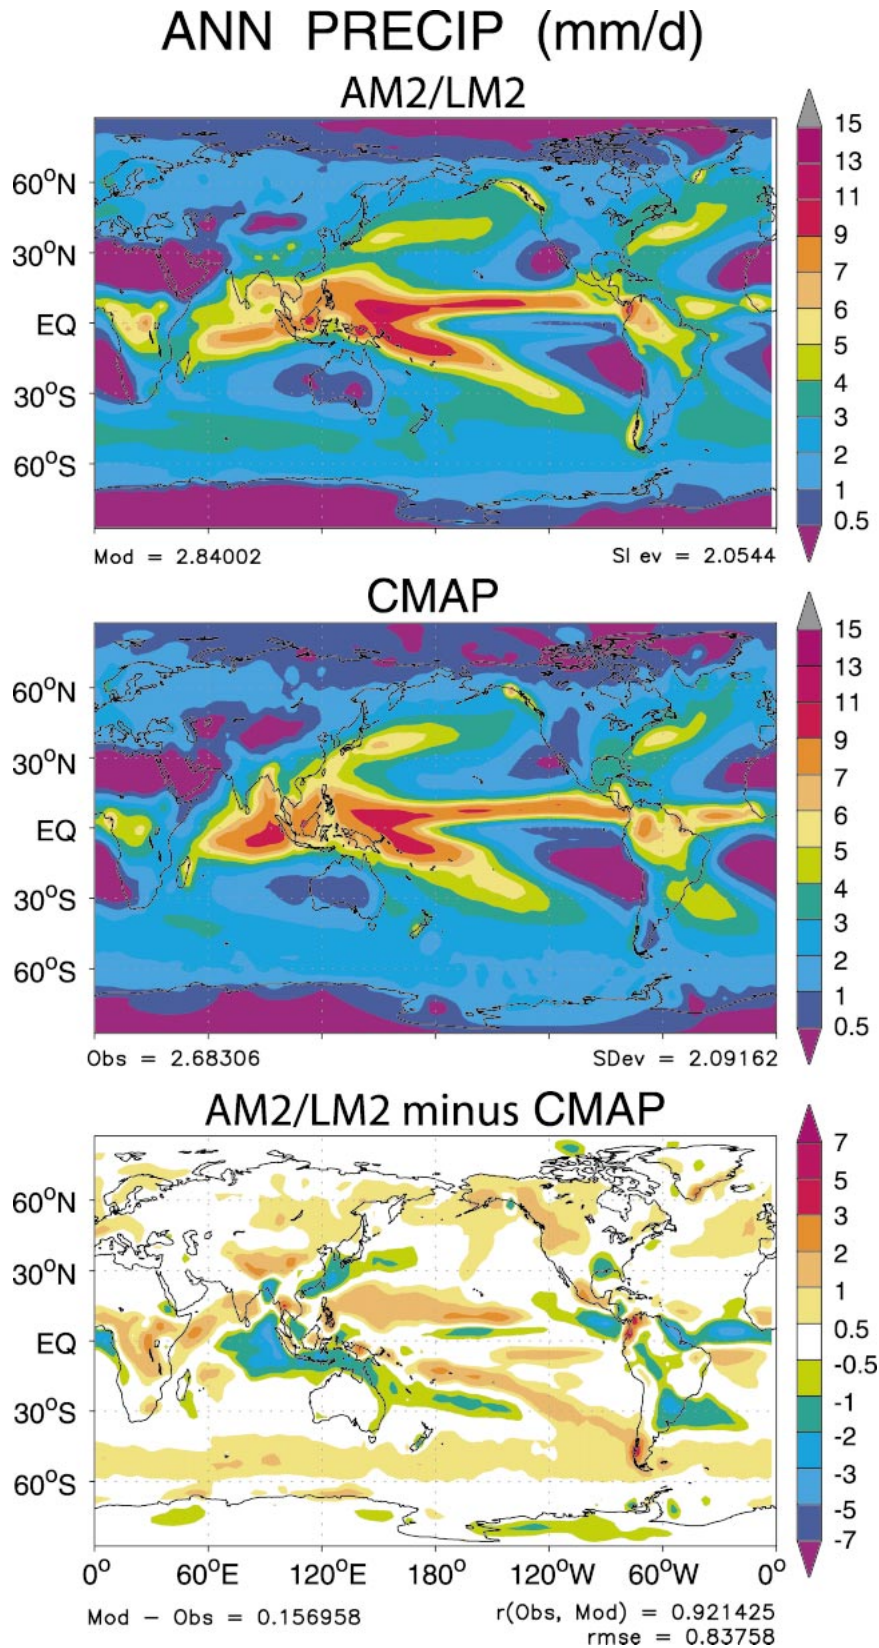 ANN PRECIP (mm/d)
AM2/LM2
60°N
30°N
EQ
30°S
60°S
15
13
11
9
7
6
5
4
3
2
1
0.5
Mod = 2.84002
Sl ev = 2.0544
CMAP
60°N
30°N
EQ
30°S
60°S
15
13
11
9
7
6
5
4
3
2
1
0.5
Obs = 2.68306
SDev = 2.09162
AM2/LM2 minus CMAP
60°N
30°N
EQ
30°S
60°S
7
5
3
2
1
0.5
-0.5
-1
-2
-3
-5
-7
0° 60°E 120°E 180° 120°W 60°W 0°
Mod - Obs = 0.156958
r(Obs, Mod) = 0.921425
rmse = 0.83758